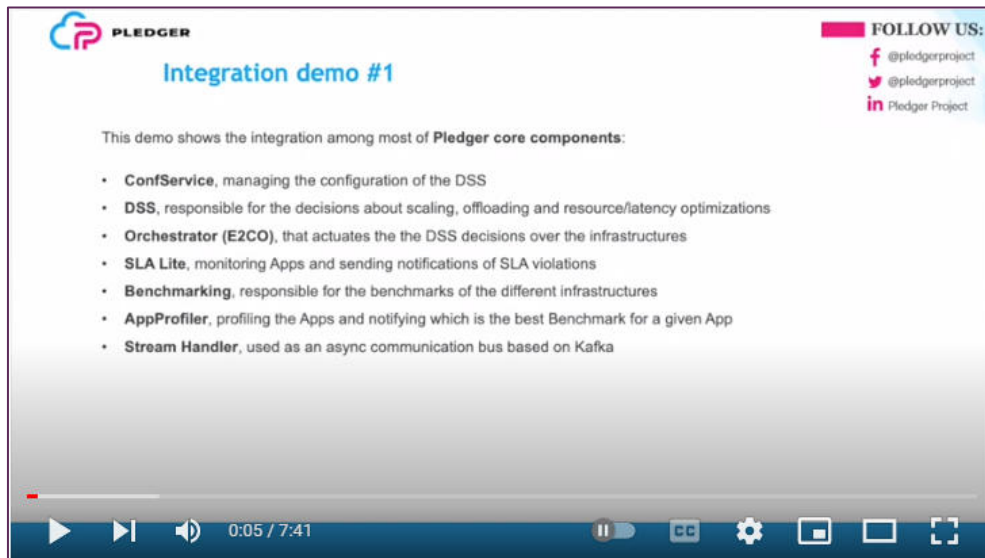 PLEDGER
FOLLOW US:
@pledgerproject
@pledgerproject
in Pledger Project
Integration demo #1
This demo shows the integration among most of Pledger core components:
• ConfService, managing the configuration of the DSS
• DSS, responsible for the decisions about scaling, offloading and resource/latency optimizations
• Orchestrator (E2CO), that actuates the the DSS decisions over the infrastructures
• SLA Lite, monitoring Apps and sending notifications of SLA violations
• Benchmarking, responsible for the benchmarks of the different infrastructures
• AppProfiler, profiling the Apps and notifying which is the best Benchmark for a given App
• Stream Handler, used as an async communication bus based on Kafka
0:05 / 7:41
CC